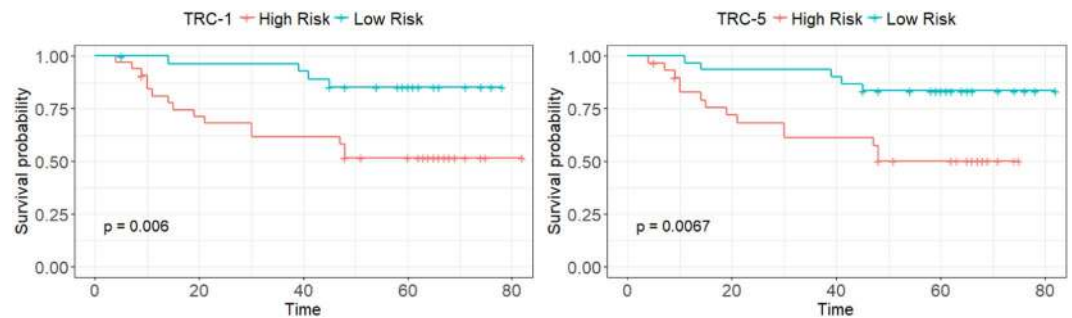 TRC-1 High Risk Low Risk
1.00
0.75
0.50
0.25
0.00
Survival probability
p = 0.006
0 20 40 60 80
Time
TRC-5 High Risk Low Risk
1.00
0.75
0.50
0.25
0.00
Survival probability
p = 0.0067
0 20 40 60 80
Time